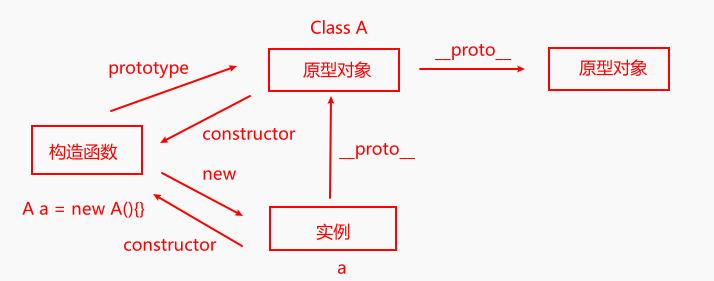 Class A
prototype
原型对象
__proto__
原型对象
constructor
构造函数
__proto__
new
A a = new A(){}
实例
constructor
a